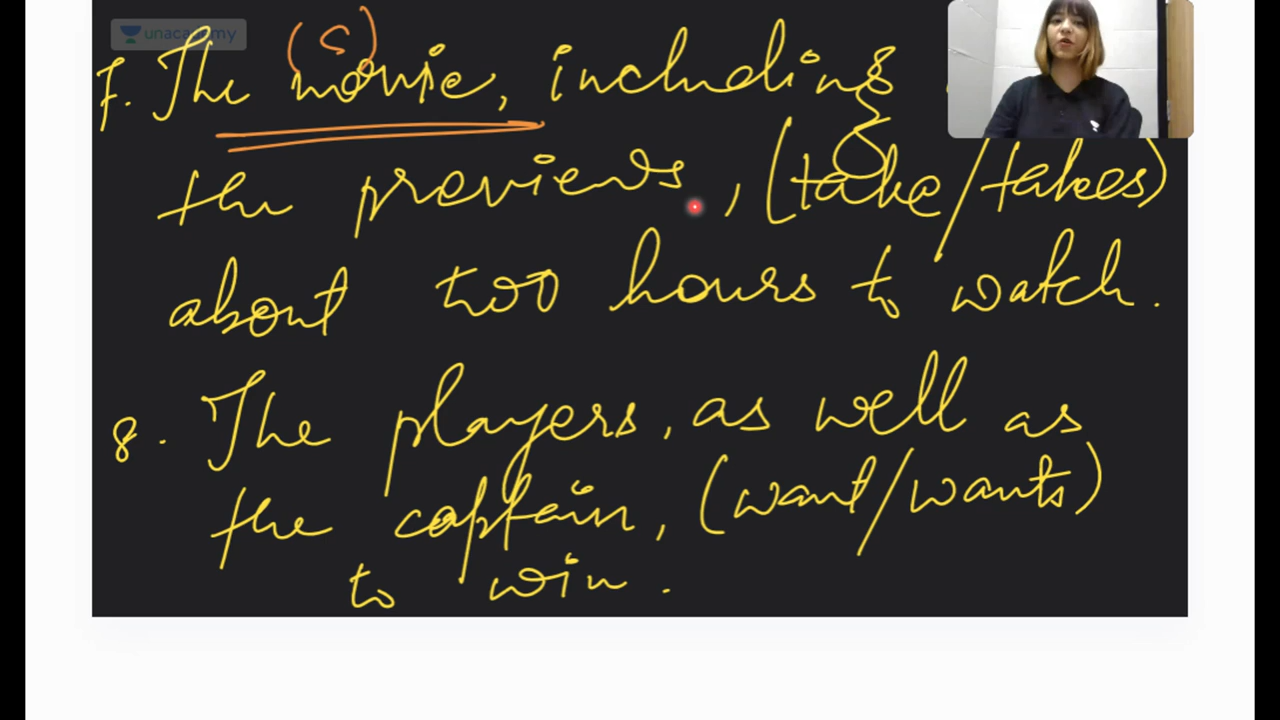 unacademy
(S)
7. The movie, including
the previews, (take/takes)
about two hours to watch.
8. The players, as well as
the captain, (want/wants)
to win.